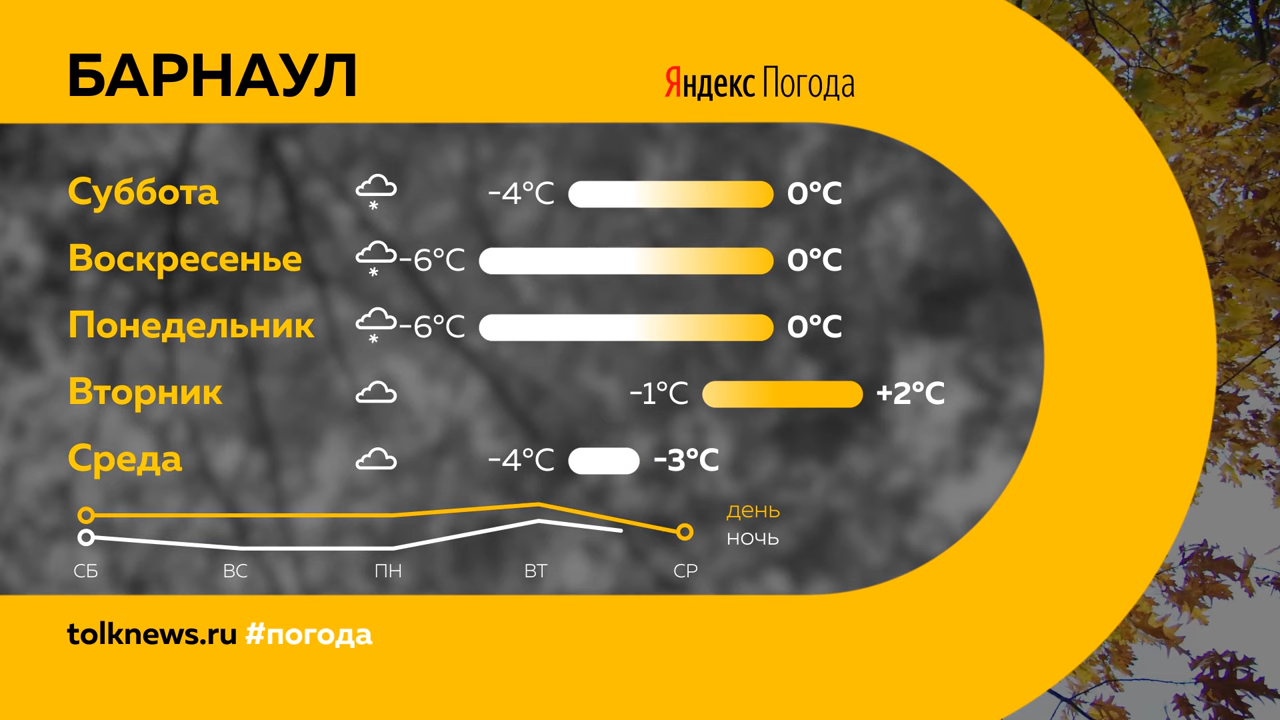 БАРНАУЛ
Яндекс Погода
Суббота -4°C 0°C
Воскресенье -6°C 0°C
Понедельник -6°C 0°C
Вторник -1°C +2°C
Среда -4°C -3°C
день
ночь
СБ ВС ПН ВТ СР
tolknews.ru #погода